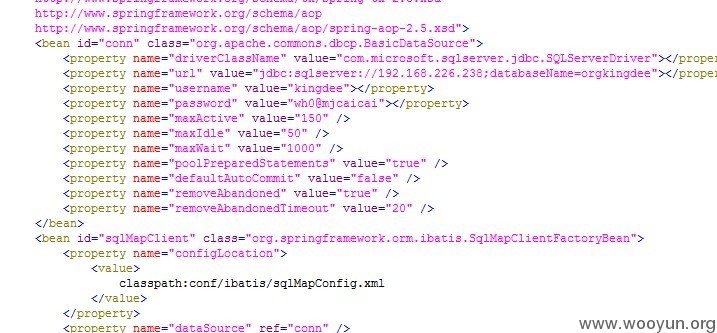 http://www.springframework.org/schema/aop
http://www.springframework.org/schema/aop/spring-aop-2.5.xsd">
<bean id="conn" class="org.apache.commons.dbcp.BasicDataSource">
<property name="driverClassName" value="com.microsoft.sqlserver.jdbc.SQLServerDriver"></prope
<property name="url" value="jdbc:sqlserver://192.168.226.238;databaseName=orgkingdee"></proper
<property name="username" value="kingdee"></property>
<property name="password" value="wh0@mjcaicai"></property>
<property name="maxActive" value="150" />
<property name="maxIdle" value="50" />
<property name="maxWait" value="1000" />
<property name="poolPreparedStatements" value="true" />
<property name="defaultAutoCommit" value="false" />
<property name="removeAbandoned" value="true" />
<property name="removeAbandonedTimeout" value="20" />
</bean>
<bean id="sqlMapClient" class="org.springframework.orm.ibatis.SqlMapClientFactoryBean">
<property name="configLocation">
<value>
classpath:conf/ibatis/sqlMapConfig.xml
</value>
</property>
<property name="dataSource" ref="conn" />
www.wooyun.org